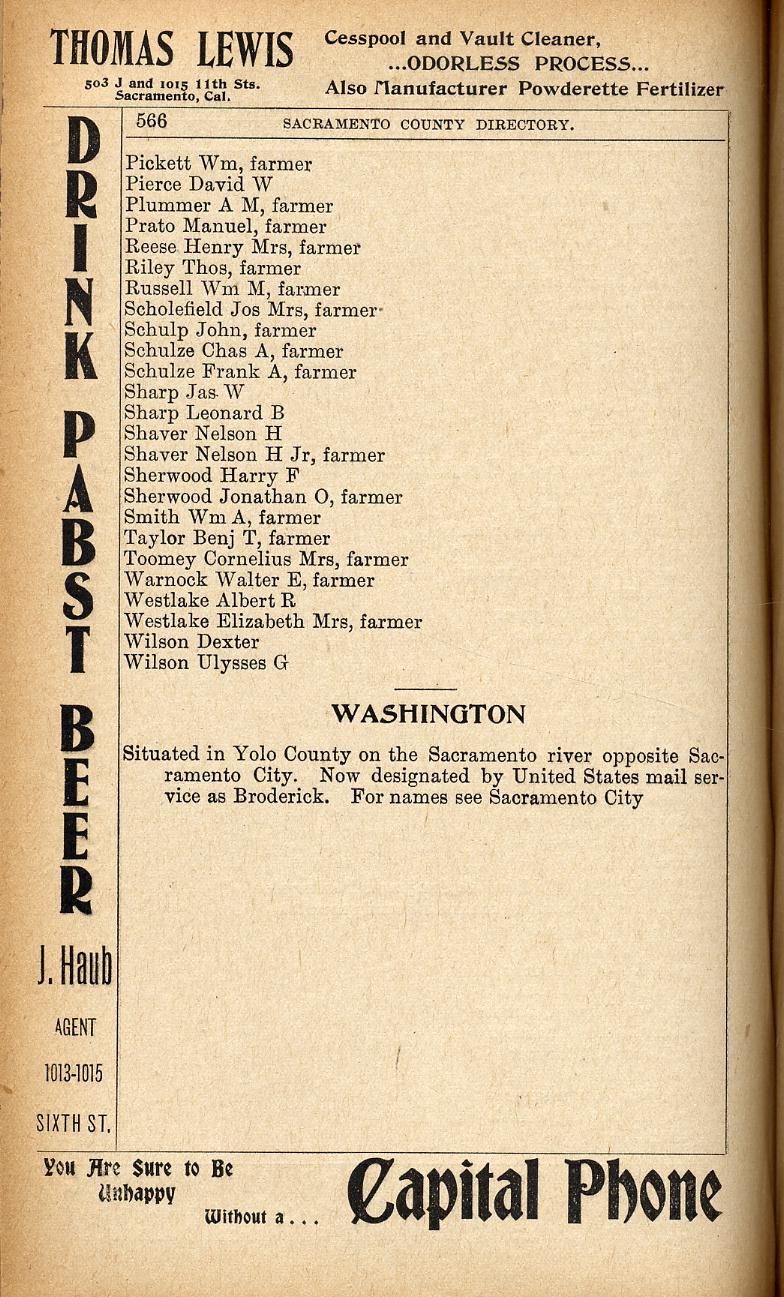 THOMAS LEWIS
503 J and 1015 11th Sts.
Sacramento, Cal.
Cesspool and Vault Cleaner,
...ODORLESS PROCESS...
Also Manufacturer Powderette Fertilizer
566 SACRAMENTO COUNTY DIRECTORY.
DRINK PABST BEER
J. Haub
AGENT
1013-1015
SIXTH ST.
Pickett Wm, farmer
Pierce David W
Plummer A M, farmer
Prato Manuel, farmer
Reese Henry Mrs, farmer
Riley Thos, farmer
Russell Wm M, farmer
Scholefield Jos Mrs, farmer
Schulp John, farmer
Schulze Chas A, farmer
Schulze Frank A, farmer
Sharp Jas W
Sharp Leonard B
Shaver Nelson H
Shaver Nelson H Jr, farmer
Sherwood Harry F
Sherwood Jonathan O, farmer
Smith Wm A, farmer
Taylor Benj T, farmer
Toomey Cornelius Mrs, farmer
Warnock Walter E, farmer
Westlake Albert R
Westlake Elizabeth Mrs, farmer
Wilson Dexter
Wilson Ulysses G
WASHINGTON
Situated in Yolo County on the Sacramento river opposite Sac-
ramento City. Now designated by United States mail ser-
vice as Broderick. For names see Sacramento City
You Are Sure to Be
Unhappy
Without a...
Capital Phone